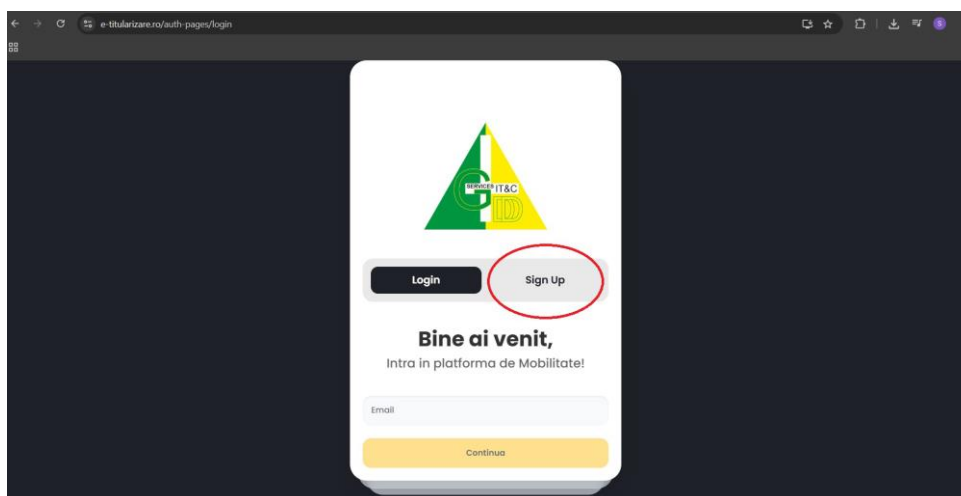 e-titularizare.ro/auth-pages/login
S
SERVICES IT&C
GDD
Login Sign Up
Bine ai venit,
Intra in platforma de Mobilitate!
Email
Continua